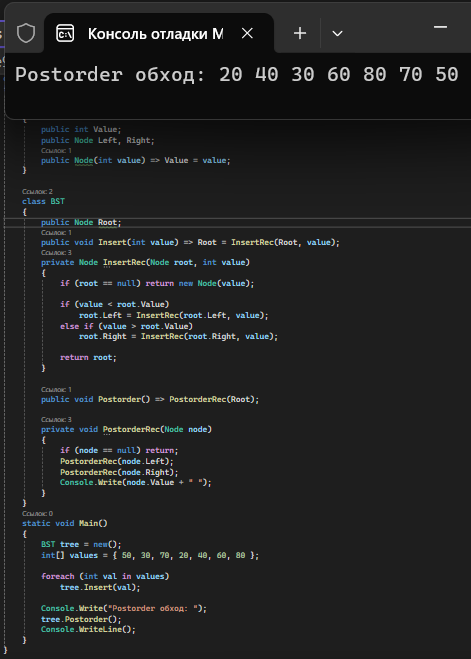 Консоль отладки M
Postorder обход: 20 40 30 60 80 70 50
{
public int Value;
public Node Left, Right;
Ссылок: 1
public Node(int value) => Value = value;
}
Ссылок: 2
class BST
{
public Node Root;
Ссылок: 1
public void Insert(int value) => Root = InsertRec(Root, value);
Ссылок: 3
private Node InsertRec(Node root, int value)
{
if (root == null) return new Node(value);
if (value < root.Value)
root.Left = InsertRec(root.Left, value);
else if (value > root.Value)
root.Right = InsertRec(root.Right, value);
return root;
}
Ссылок: 1
public void Postorder() => PostorderRec(Root);
Ссылок: 3
private void PostorderRec(Node node)
{
if (node == null) return;
PostorderRec(node.Left);
PostorderRec(node.Right);
Console.Write(node.Value + " ");
}
}
Ссылок: 0
static void Main()
{
BST tree = new();
int[] values = { 50, 30, 70, 20, 40, 60, 80 };
foreach (int val in values)
tree.Insert(val);
Console.Write("Postorder обход: ");
tree.Postorder();
Console.WriteLine();
}
}